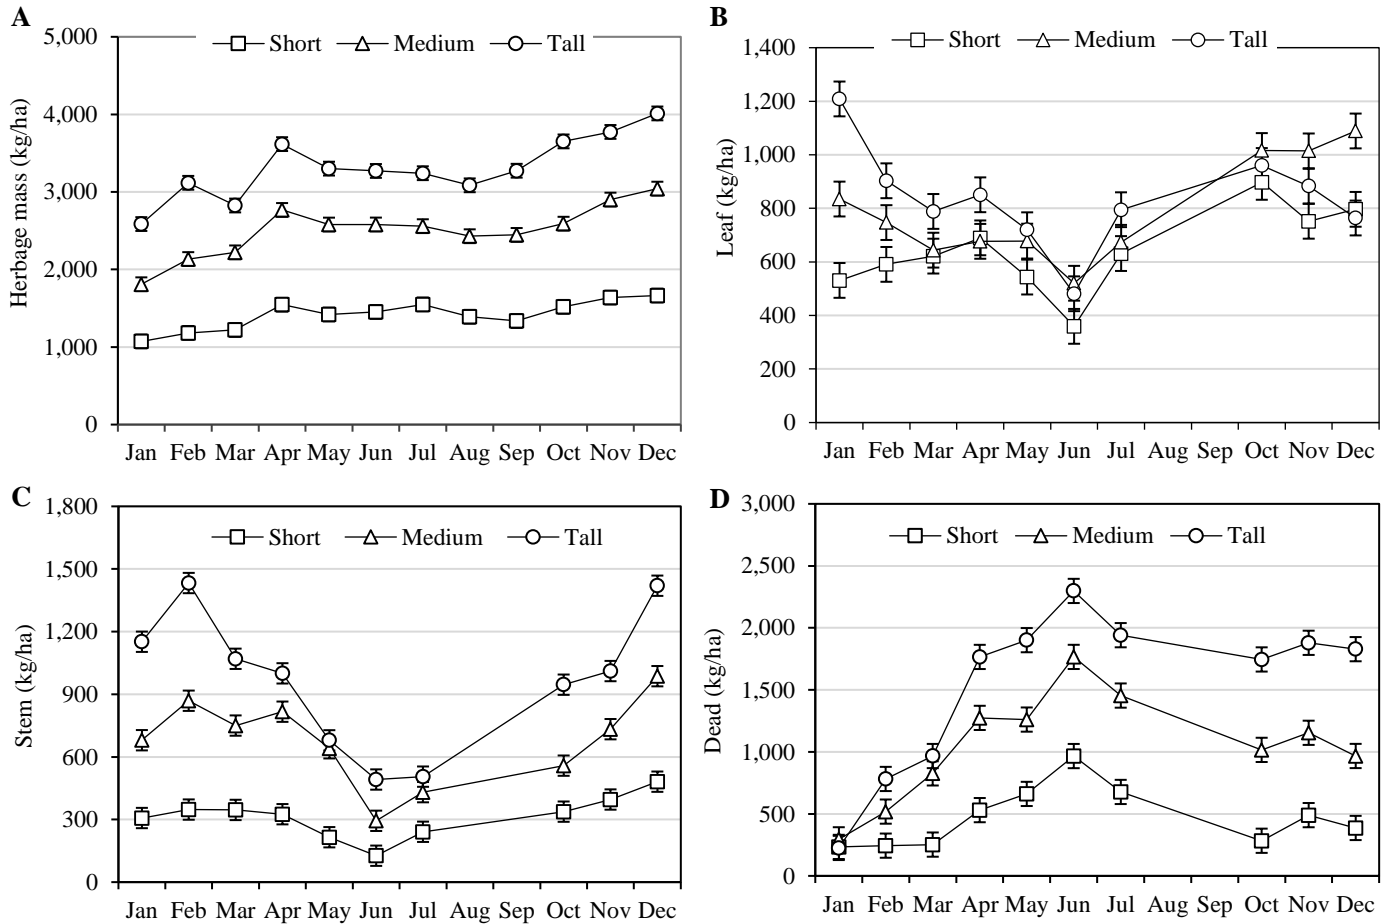 A
Short Medium Tall
Herbage mass (kg/ha)
5,000
4,000
3,000
2,000
1,000
0
Jan Feb Mar Apr May Jun Jul Aug Sep Oct Nov Dec
B
Short Medium Tall
Leaf (kg/ha)
1,400
1,200
1,000
800
600
400
200
0
Jan Feb Mar Apr May Jun Jul Aug Sep Oct Nov Dec
C
Short Medium Tall
Stem (kg/ha)
1,800
1,500
1,200
900
600
300
0
Jan Feb Mar Apr May Jun Jul Aug Sep Oct Nov Dec
D
Short Medium Tall
Dead (kg/ha)
3,000
2,500
2,000
1,500
1,000
500
0
Jan Feb Mar Apr May Jun Jul Aug Sep Oct Nov Dec